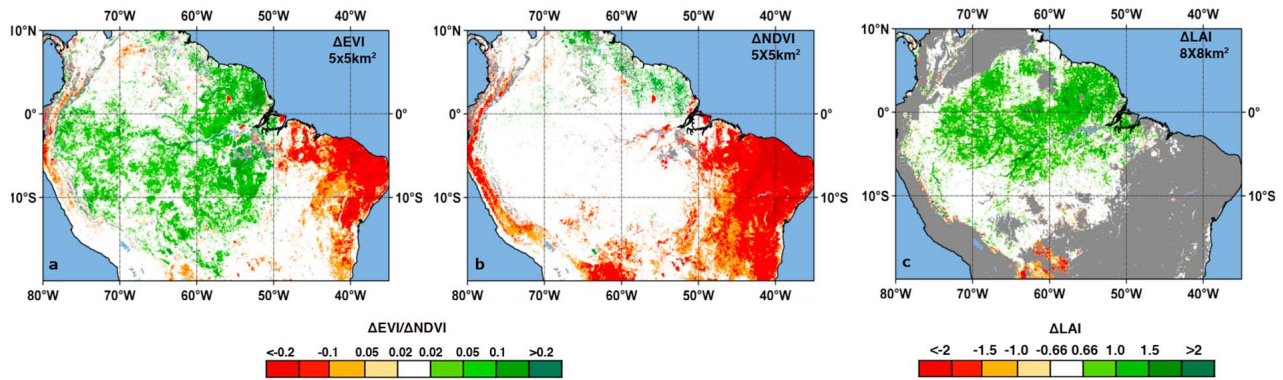 80°W 70°W 60°W 50°W 40°W
10°N
0°
10°S
ΔEVI
5x5km²
0°
10°S
a
80°W 70°W 60°W 50°W 40°W
80°W 70°W 60°W 50°W 40°W
10°N
0°
10°S
ΔNDVI
5X5km²
0°
10°S
b
80°W 70°W 60°W 50°W 40°W
70°W 60°W 50°W 40°W
10°N
0°
10°S
ΔLAI
8X8km²
0°
10°S
c
70°W 60°W 50°W 40°W
ΔEVI/ΔNDVI
<-0.2 -0.1 0.05 0.02 0.02 0.05 0.1 >0.2
ΔLAI
<-2 -1.5 -1.0 -0.66 0.66 1.0 1.5 >2